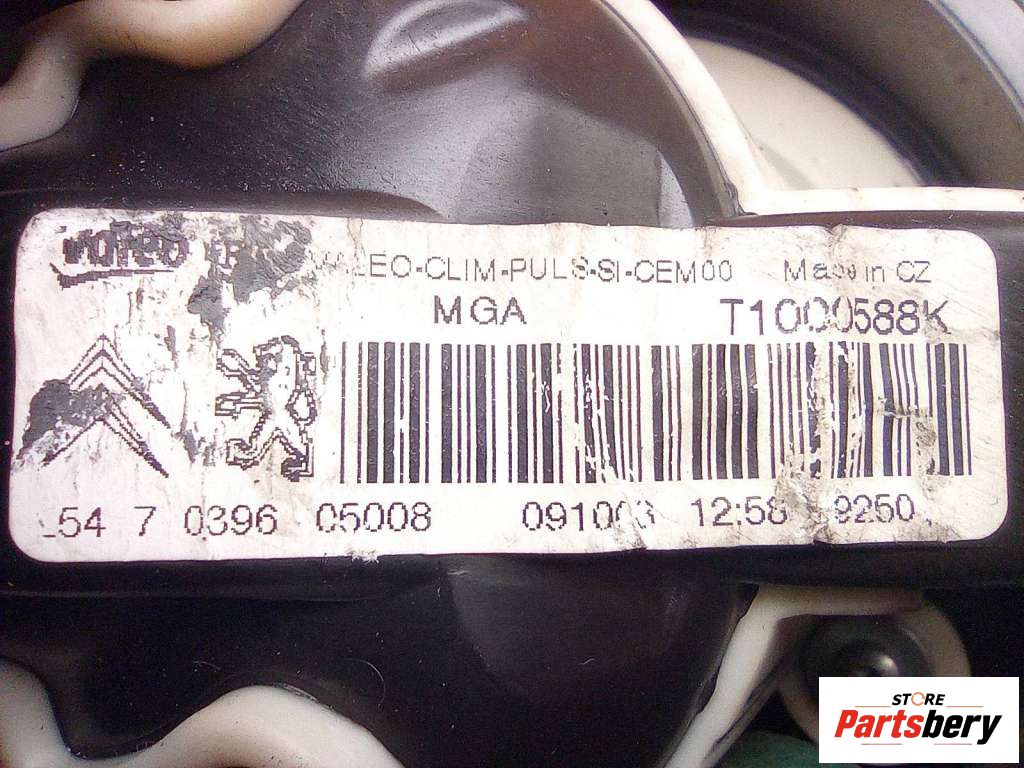 Valeo VALEO-CLIM-PULS-SI-CEM00 Made in CZ
MGA T1000588K
54 7 0396 05008 091003 12:58 9250
STORE
Partsbery